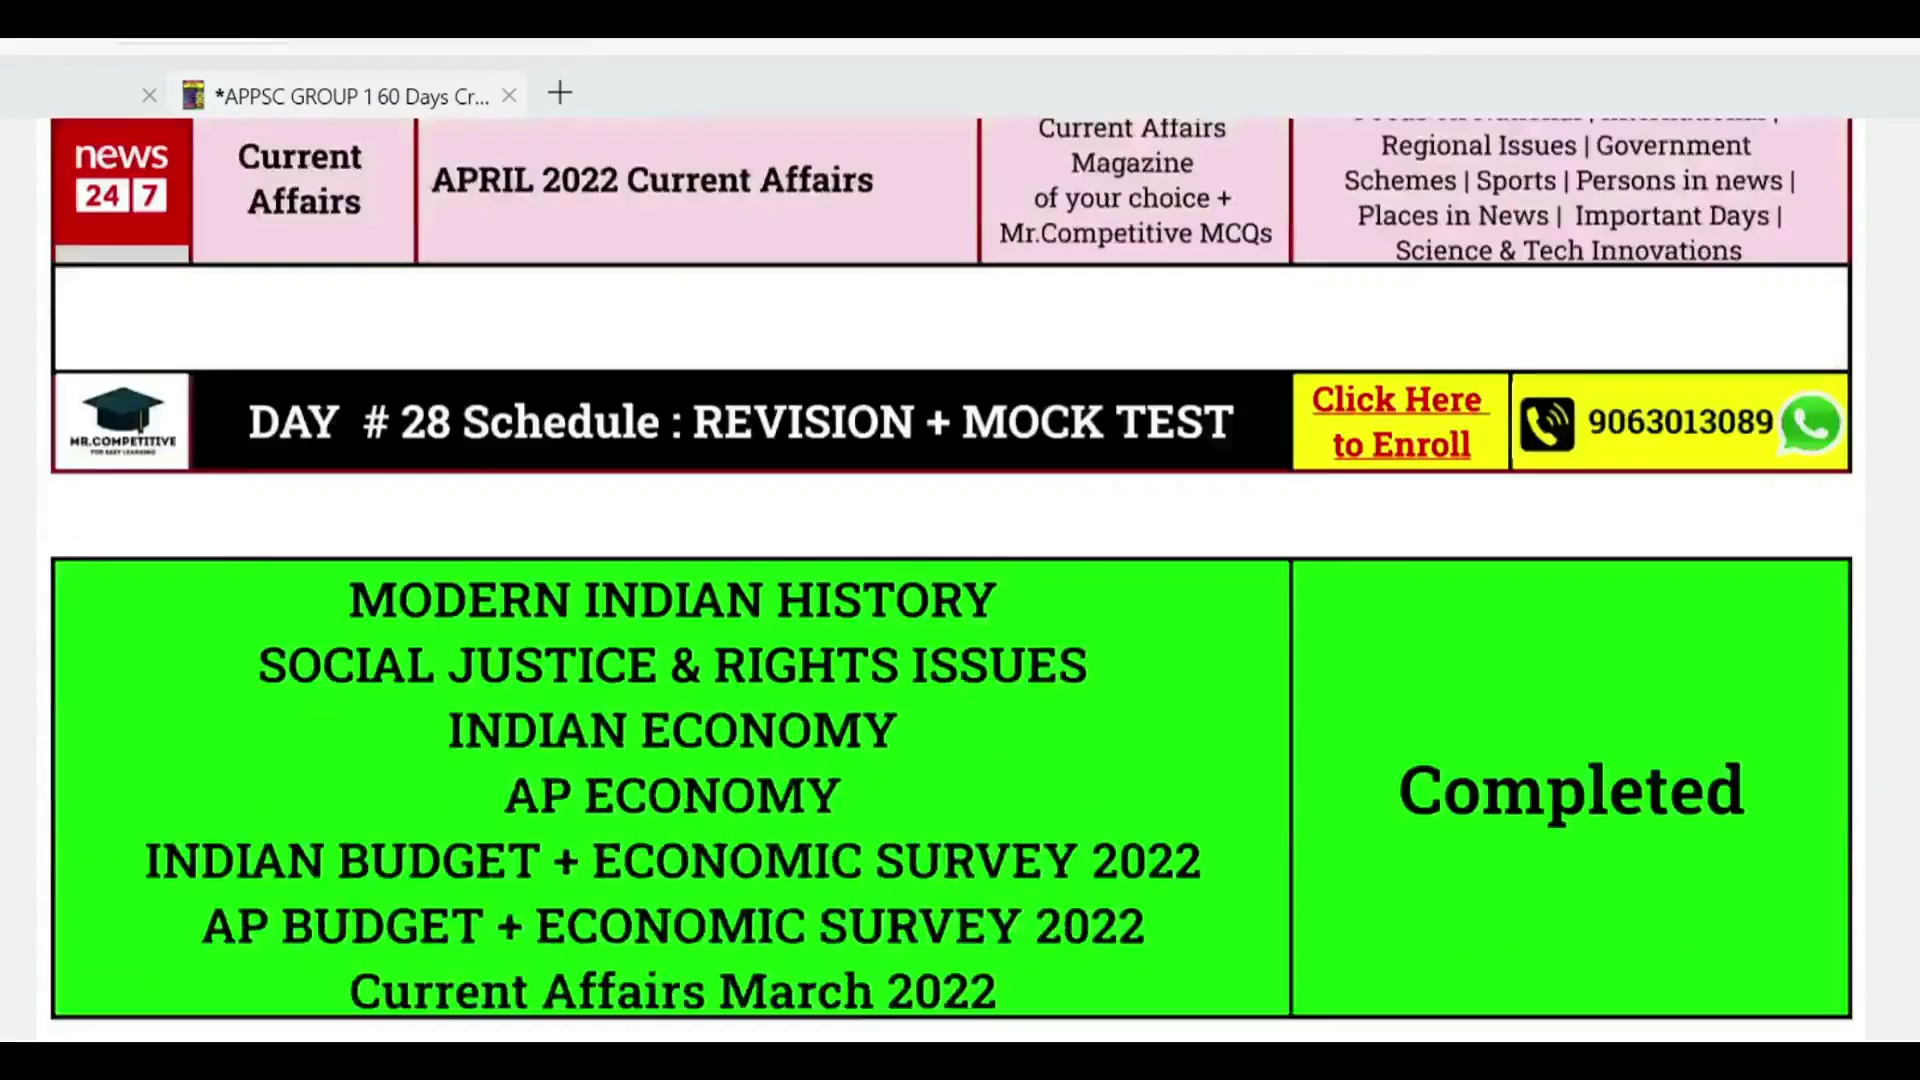 *APPSC GROUP 1 60 Days Cr...
news
24 7
Current
Affairs
APRIL 2022 Current Affairs
Current Affairs
Magazine
of your choice +
Mr.Competitive MCQs
Regional Issues | Government
Schemes | Sports | Persons in news |
Places in News | Important Days |
Science & Tech Innovations
MR.COMPETITIVE
FOR EASY LEARNING
DAY # 28 Schedule : REVISION + MOCK TEST
Click Here
to Enroll
9063013089
MODERN INDIAN HISTORY
SOCIAL JUSTICE & RIGHTS ISSUES
INDIAN ECONOMY
AP ECONOMY
INDIAN BUDGET + ECONOMIC SURVEY 2022
AP BUDGET + ECONOMIC SURVEY 2022
Current Affairs March 2022
Completed